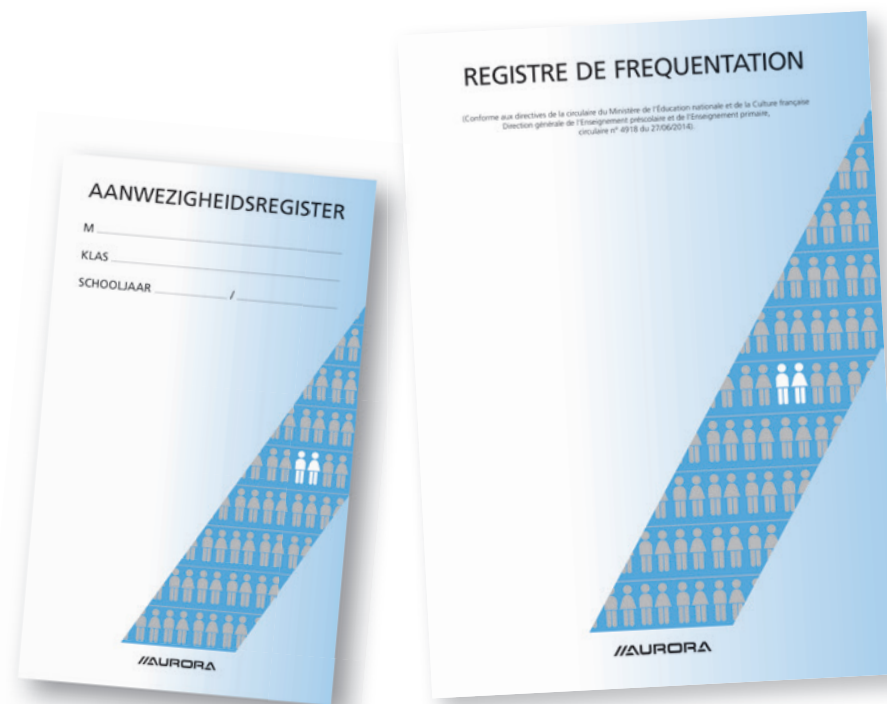 AANWEZIGHEIDSREGISTER
M
KLAS
SCHOOLJAAR /
//AURORA
REGISTRE DE FREQUENTATION
(Conforme aux directives de la circulaire du Ministère de l'Éducation nationale et de la Culture française
Direction générale de l'Enseignement préscolaire et de l'Enseignement primaire,
circulaire n° 4918 du 27/06/2014).
//AURORA